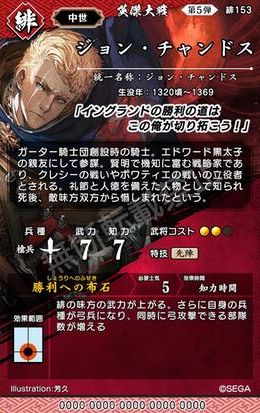 緋
中世
英傑大戦
第5弾
緋153
ジョン・チャンドス
統一名称：ジョン・チャンドス
生没年：1320頃～1369
「イングランドの勝利の道は
この俺が切り拓こう！」
ガーター騎士団創設時の騎士。エドワード黒太子
の親友にして参謀。賢明で機知に富む戦略家であ
り、クレシーの戦いやポワティエの戦いの立役者
とされる。礼節と人徳を備えた人物として知られ
死後、敵味方双方から惜しまれたという。
兵種 武力 知力 武将コスト
槍兵 7 7 特技 先陣
しょうりへのふせき 必要士気 効果時間
勝利への布石 5 知力時間
効果範囲
緋の味方の武力が上がる。さらに自身の兵
種が弓兵になり、同時に弓攻撃できる部隊
数が増える
Illustration:芳久 ©SEGA
0000-0000-0000-0000-0000